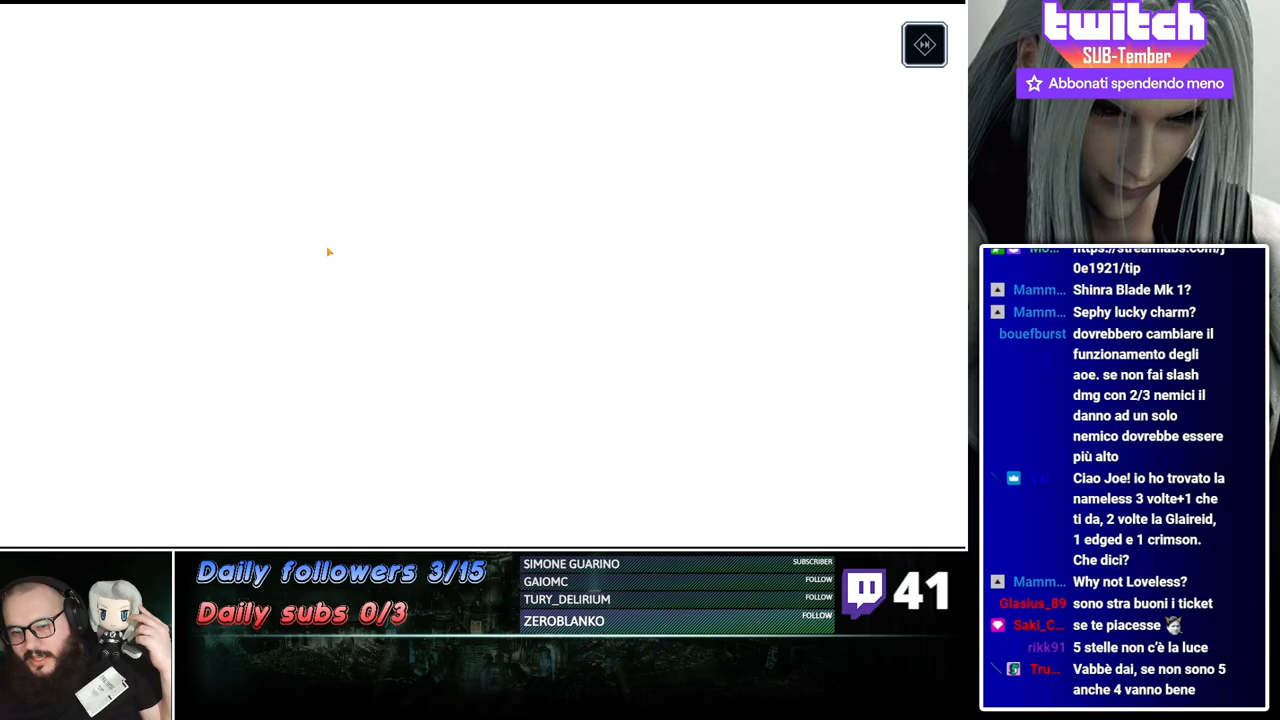 twitch
SUB-Tember
Abbonati spendendo meno
https://streamlabs.com/j
0e1921/tip
Mamm... Shinra Blade Mk 1?
Mamm... Sephy lucky charm?
bouefburst dovrebbero cambiare il
funzionamento degli
aoe. se non fai slash
dmg con 2/3 nemici il
danno ad un solo
nemico dovrebbe essere
più alto
Ciao Joe! io ho trovato la
nameless 3 volte+1 che
ti da, 2 volte la Glaireid,
1 edged e 1 crimson.
Che dici?
Mamm... Why not Loveless?
Glasius_89 sono stra buoni i ticket
Saki_C... se te piacesse
rikk91 5 stelle non c'è la luce
Tru... Vabbè dai, se non sono 5
anche 4 vanno bene
Daily followers 3/15
Daily subs 0/3
SIMONE GUARINO SUBSCRIBER
GAIOMC FOLLOW
TURY_DELIRIUM FOLLOW
ZEROBLANKO FOLLOW
41